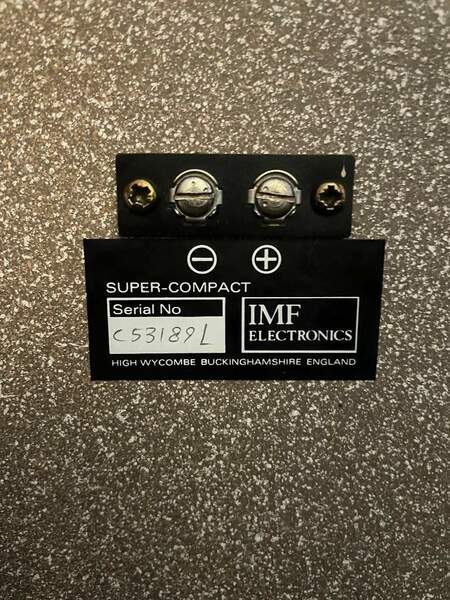 ⊖ ⊕
SUPER-COMPACT
Serial No
C53189L
IMF
ELECTRONICS
HIGH WYCOMBE BUCKINGHAMSHIRE ENGLAND